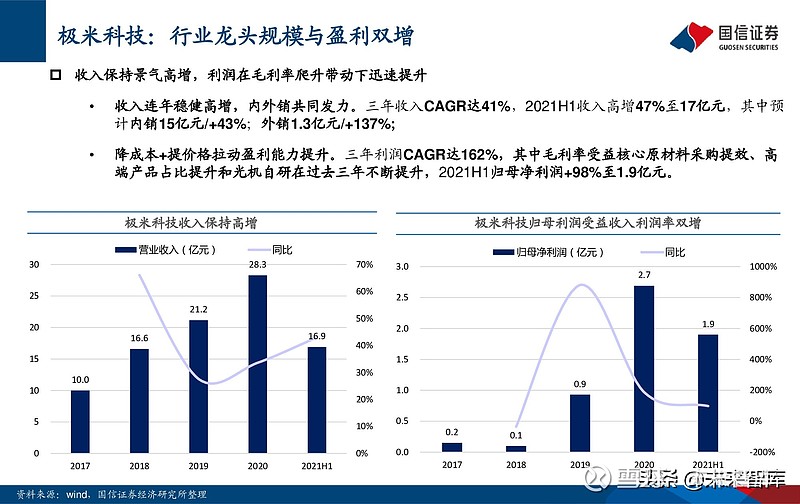 极米科技：行业龙头规模与盈利双增
国信证券
GUOSEN SECURITIES
收入保持景气高增，利润在毛利率爬升带动下迅速提升
• 收入连年稳健高增，内外销共同发力。三年收入CAGR达41%，2021H1收入高增47%至17亿元，其中预
计内销15亿元/+43%；外销1.3亿元/+137%;
• 降成本+提价格拉动盈利能力提升。三年利润CAGR达162%，其中毛利率受益核心原材料采购提效、高
端产品占比提升和光机自研在过去三年不断提升，2021H1归母净利润+98%至1.9亿元。
极米科技收入保持高增
营业收入（亿元） 同比
30
25
20
15
10
5
0
70%
60%
50%
40%
30%
20%
10%
0%
10.0
16.6
21.2
28.3
16.9
2017 2018 2019 2020 2021H1
极米科技归母利润受益收入利润率双增
归母净利润（亿元） 同比
3.0
2.5
2.0
1.5
1.0
0.5
0.0
1000%
800%
600%
400%
200%
0%
-200%
0.2
0.1
0.9
2.7
1.9
2017 2018 2019 2020 2021H1
资料来源：wind，国信证券经济研究所整理
头条 @未来智库